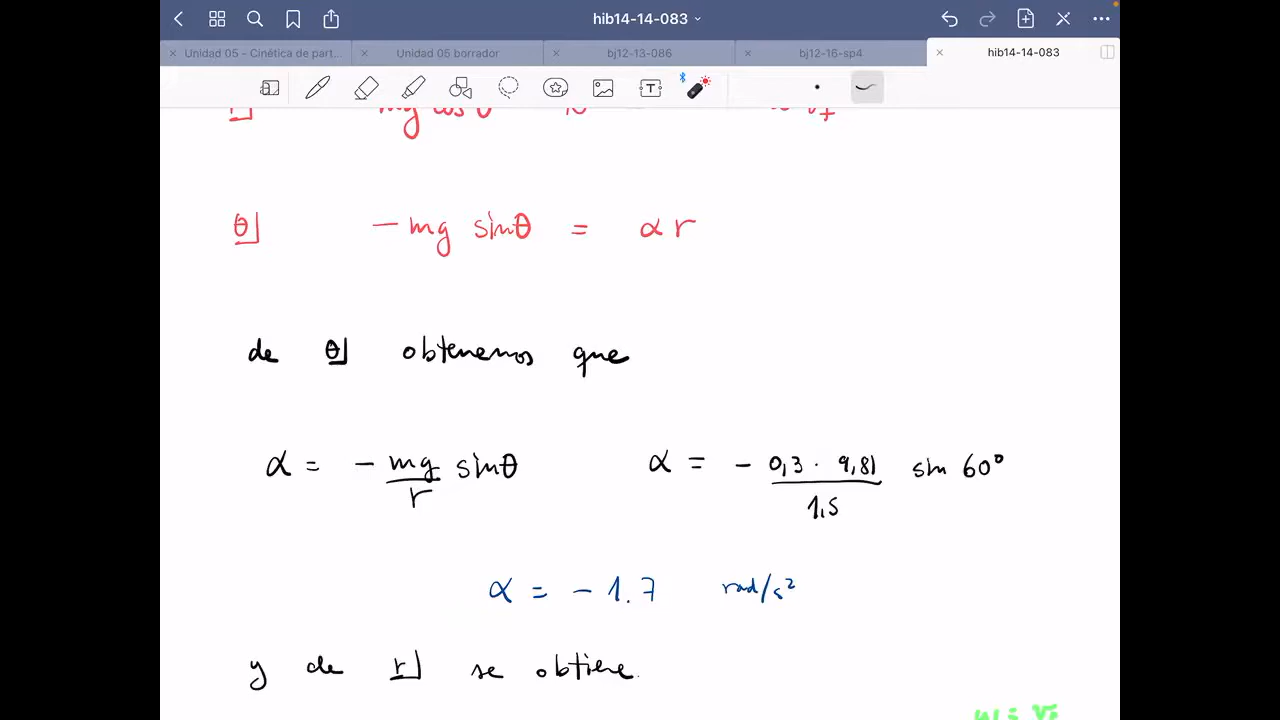 hib14-14-083
Unidad 05 - Cinética de part...
Unidad 05 borrador
bj12-13-086
bj12-16-sp4
hib14-14-083
mg cos θ
θ⌋ - mg sinθ = α r
de θ⌋ obtenemos que
α = - mg/r sinθ
α = - 0,3 · 9,81/1,5 sin 60°
α = - 1.7 rad/s²
y de r⌋ se obtiene.